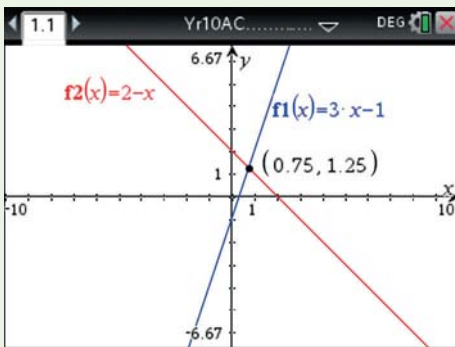 1.1
Yr10AC............
DEG
6.67
y
f2(x)=2-x
f1(x)=3·x-1
(0.75, 1.25)
1
x
-10
1
10
-6.67